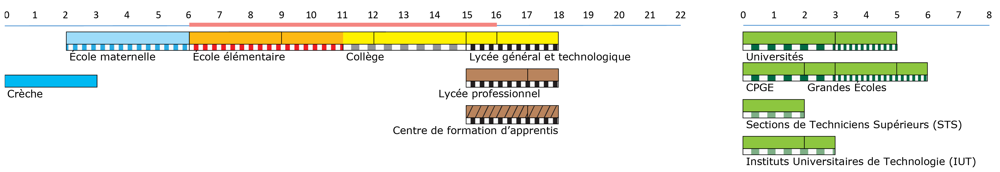 0 1 2 3 4 5 6 7 8 9 10 11 12 13 14 15 16 17 18 19 20 21 22
0 1 2 3 4 5 6 7 8
École maternelle
École élémentaire
Collège
Lycée général et technologique
Crèche
Lycée professionnel
Centre de formation d’apprentis
Universités
CPGE
Grandes Écoles
Sections de Techniciens Supérieurs (STS)
Instituts Universitaires de Technologie (IUT)